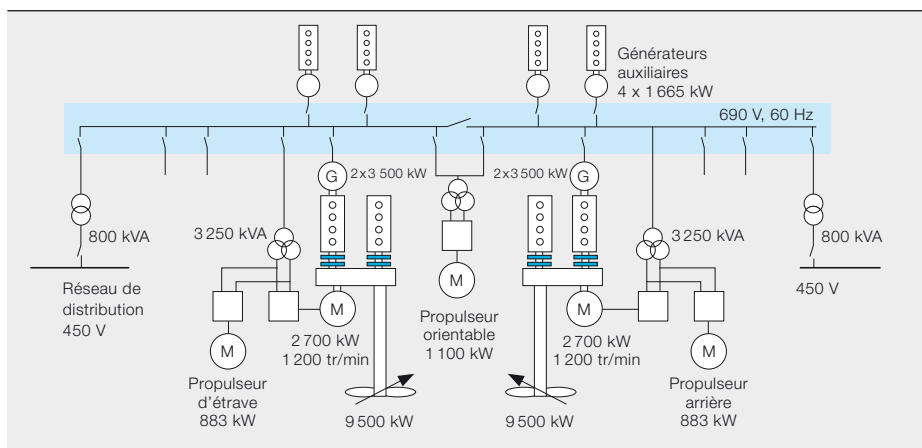 Générateurs
auxiliaires
4 x 1 665 kW
690 V, 60 Hz
G
2x3 500 kW
2x3 500 kW
G
800 kVA
3 250 kVA
3 250 kVA
800 kVA
Réseau de
distribution
450 V
M
M
M
450 V
2 700 kW
1 200 tr/min
Propulseur
orientable
1 100 kW
2 700 kW
1 200 tr/min
M
M
Propulseur
d'étrave
883 kW
9 500 kW
9 500 kW
Propulseur
arrière
883 kW